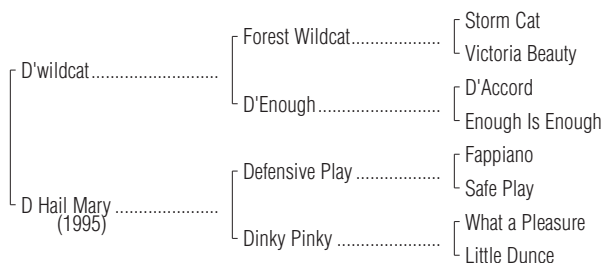 Storm Cat
Forest Wildcat....................
Victoria Beauty
D'wildcat.............................
D'Accord
D'Enough............................
Enough Is Enough
Fappiano
Defensive Play ...................
Safe Play
D Hail Mary ........................
(1995)
What a Pleasure
Dinky Pinky .......................
Little Dunce